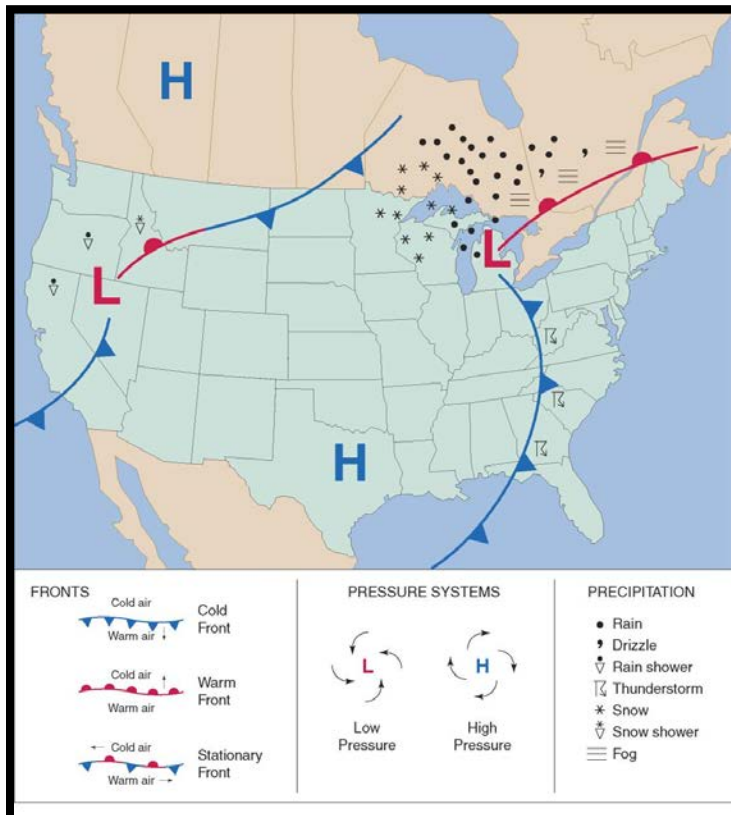 H
L
L
H
FRONTS
Cold air
Warm air
Cold
Front
Cold air
Warm air
Warm
Front
Cold air
Warm air
Stationary
Front
PRESSURE SYSTEMS
L
H
Low
Pressure
High
Pressure
PRECIPITATION
Rain
Drizzle
Rain shower
Thunderstorm
Snow
Snow shower
Fog